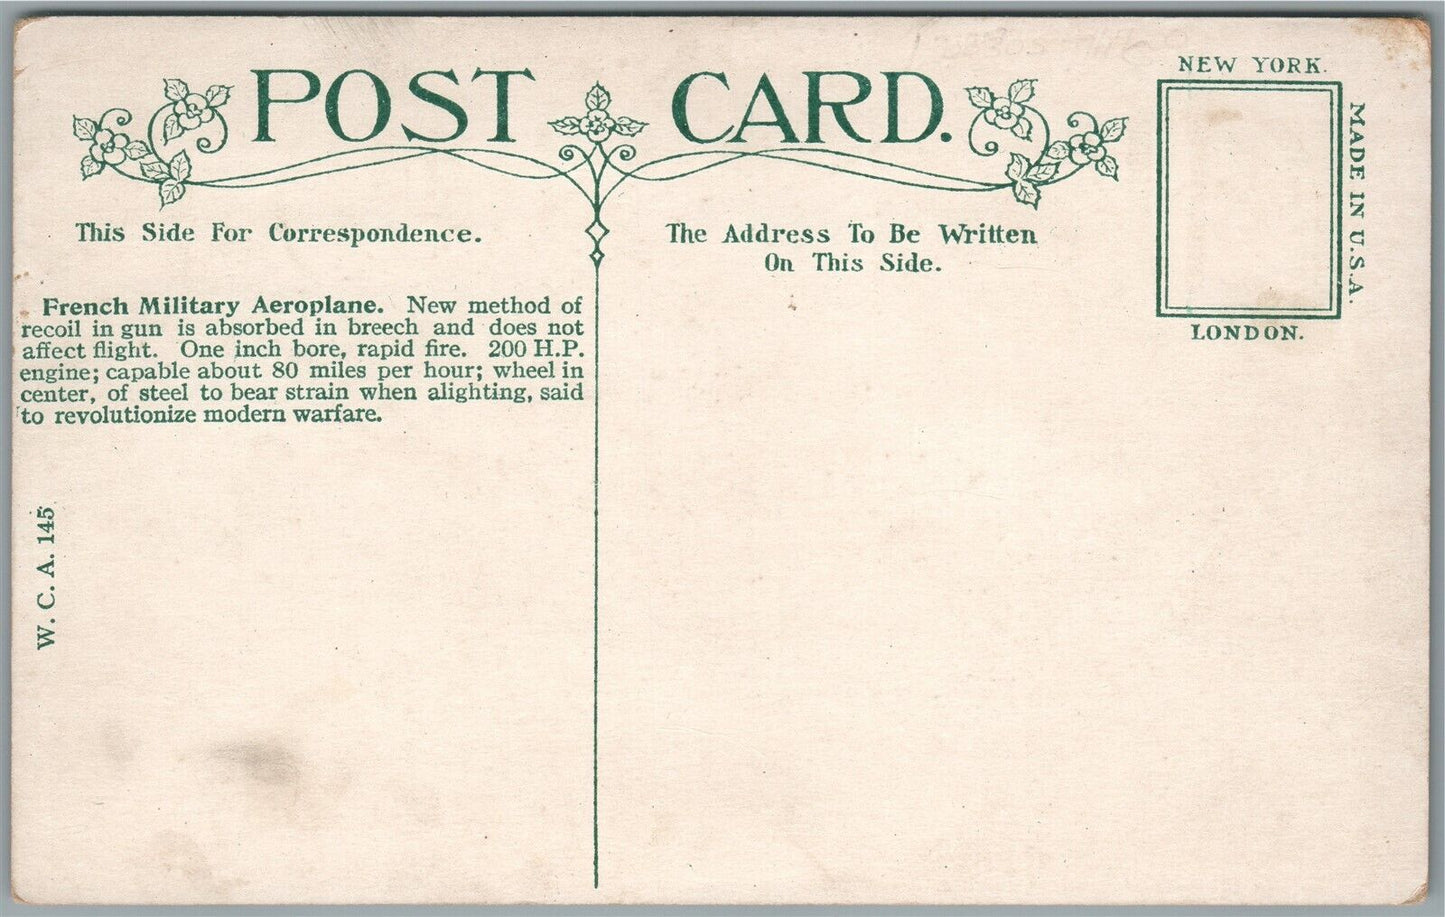 POST CARD.
NEW YORK.
MADE IN U.S.A.
LONDON.
This Side For Correspondence.
The Address To Be Written
On This Side.
French Military Aeroplane. New method of
recoil in gun is absorbed in breech and does not
affect flight. One inch bore, rapid fire. 200 H.P.
engine; capable about 80 miles per hour; wheel in
center, of steel to bear strain when alighting, said
to revolutionize modern warfare.
W. C. A. 145